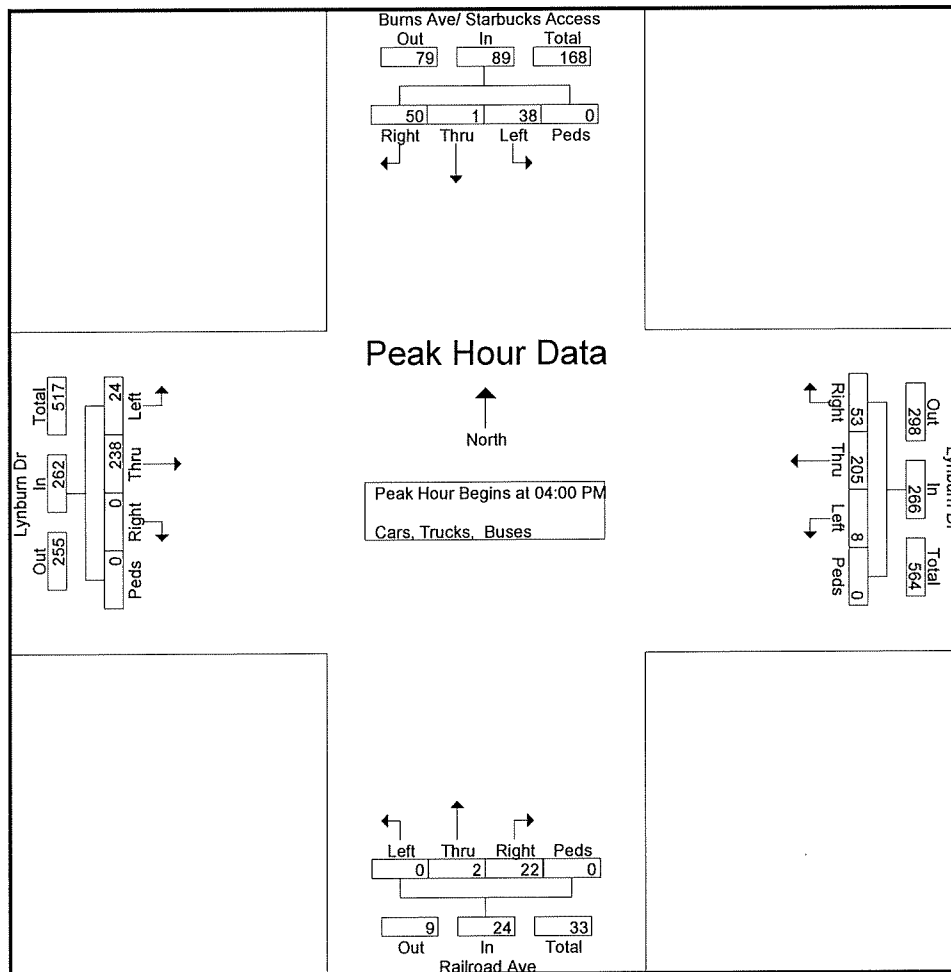 Burns Ave/ Starbucks Access
Out In Total
79 89 168
50 1 38 0
Right Thru Left Peds
Peak Hour Data
North
Peak Hour Begins at 04:00 PM
Cars, Trucks, Buses
Lynburn Dr
Total In Out
517 262 255
24 238 0 0
Left Thru Right Peds
Right Thru Left Peds
53 205 8 0
Out In Total
298 266 564
Left Thru Right Peds
0 2 22 0
9 24 33
Out In Total
Railroad Ave